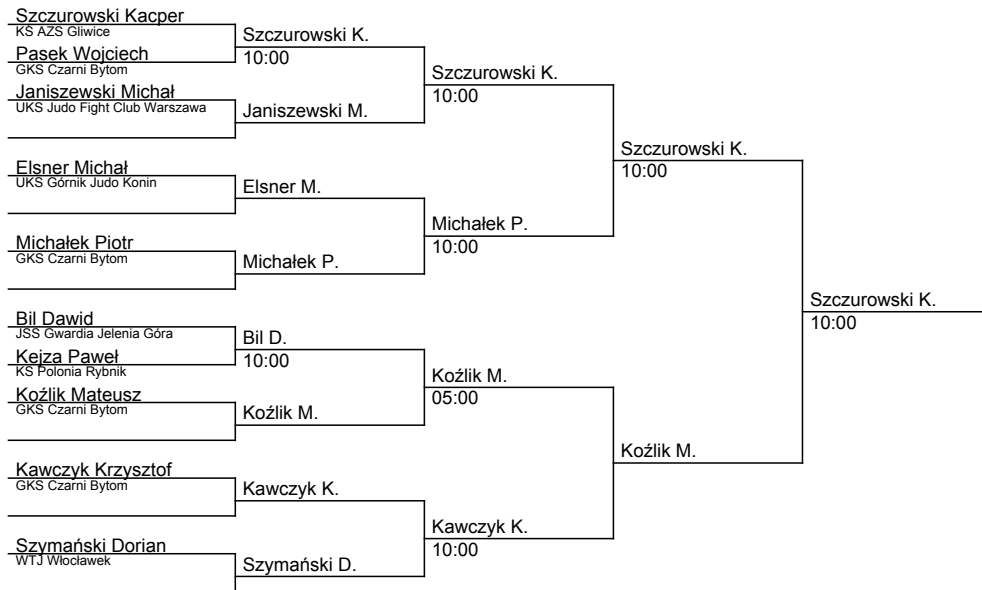 Szczurowski Kacper
KS AZS Gliwice
Szczurowski K.
Pasek Wojciech
10:00
GKS Czarni Bytom
Szczurowski K.
Janiszewski Michał
10:00
UKS Judo Fight Club Warszawa
Janiszewski M.
Szczurowski K.
10:00
Elsner Michał
UKS Górnik Judo Konin
Elsner M.
Michałek P.
10:00
Michałek Piotr
GKS Czarni Bytom
Michałek P.
Szczurowski K.
10:00
Bil Dawid
JSS Gwardia Jelenia Góra
Bil D.
10:00
Kejza Paweł
KS Polonia Rybnik
Koźlik M.
05:00
Koźlik Mateusz
GKS Czarni Bytom
Koźlik M.
Koźlik M.
Kawczyk Krzysztof
GKS Czarni Bytom
Kawczyk K.
Kawczyk K.
10:00
Szymański Dorian
WTJ Włocławek
Szymański D.